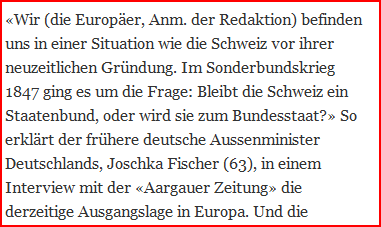 «Wir (die Europäer, Anm. der Redaktion) befinden
uns in einer Situation wie die Schweiz vor ihrer
neuzeitlichen Gründung. Im Sonderbundskrieg
1847 ging es um die Frage: Bleibt die Schweiz ein
Staatenbund, oder wird sie zum Bundesstaat?» So
erklärt der frühere deutsche Aussenminister
Deutschlands, Joschka Fischer (63), in einem
Interview mit der «Aargauer Zeitung» die
derzeitige Ausgangslage in Europa. Und die